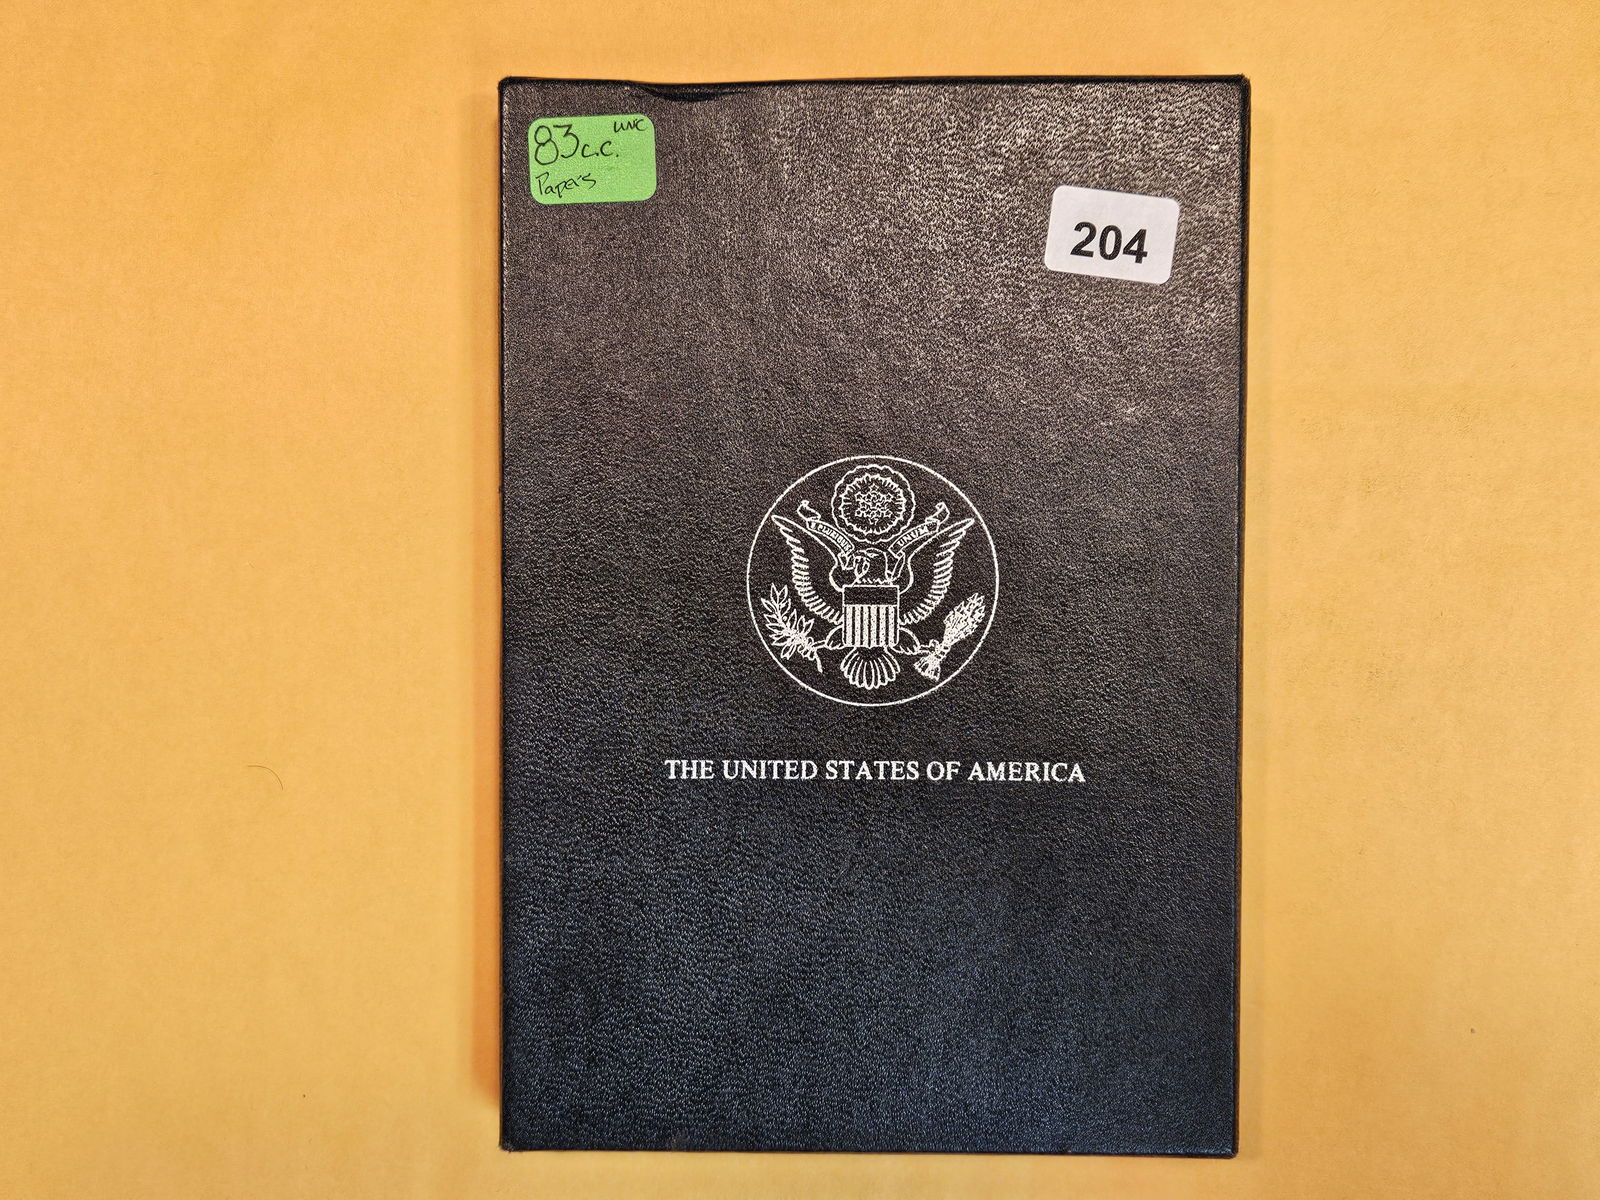 83 c.c. UNC
Papers
204
E PLURIBUS UNUM
THE UNITED STATES OF AMERICA